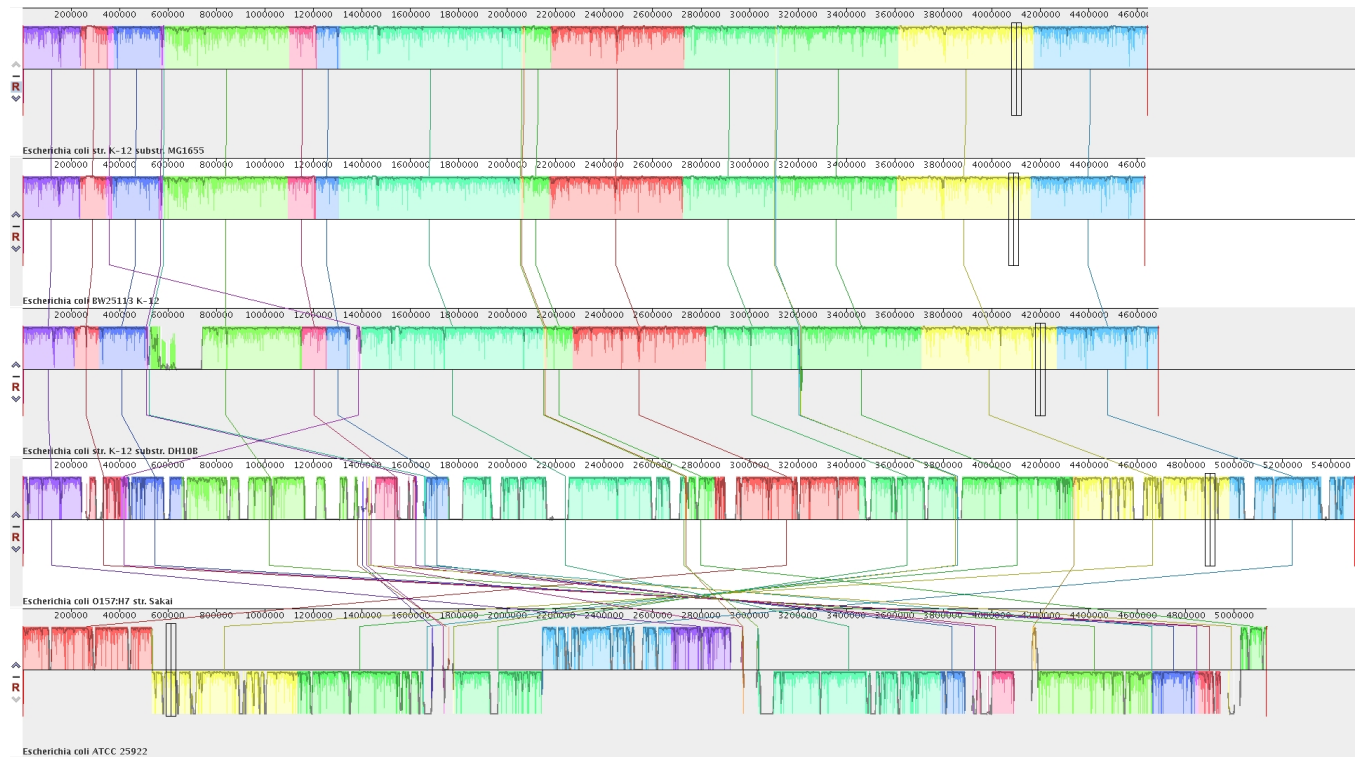 200000 400000 600000 800000 1000000 1200000 1400000 1600000 1800000 2000000 2200000 2400000 2600000 2800000 3000000 3200000 3400000 3600000 3800000 4000000 4200000 4400000 46000
R
Escherichia coli str. K-12 substr. MG1655
200000 400000 600000 800000 1000000 1200000 1400000 1600000 1800000 2000000 2200000 2400000 2600000 2800000 3000000 3200000 3400000 3600000 3800000 4000000 4200000 4400000 46000
R
Escherichia coli BW25113 K-12
200000 400000 600000 800000 1000000 1200000 1400000 1600000 1800000 2000000 2200000 2400000 2600000 2800000 3000000 3200000 3400000 3600000 3800000 4000000 4200000 4400000 4600000
R
Escherichia coli str. K-12 substr. DH10B
200000 400000 600000 800000 1000000 1200000 1400000 1600000 1800000 2000000 2200000 2400000 2600000 2800000 3000000 3200000 3400000 3600000 3800000 4000000 4200000 4400000 4600000 4800000 5000000 5200000 5400000
R
Escherichia coli O157:H7 str. Sakai
200000 400000 600000 800000 1000000 1200000 1400000 1600000 1800000 2000000 2200000 2400000 2600000 2800000 3000000 3200000 3400000 3600000 3800000 4000000 4200000 4400000 4600000 4800000 5000000
R
Escherichia coli ATCC 25922